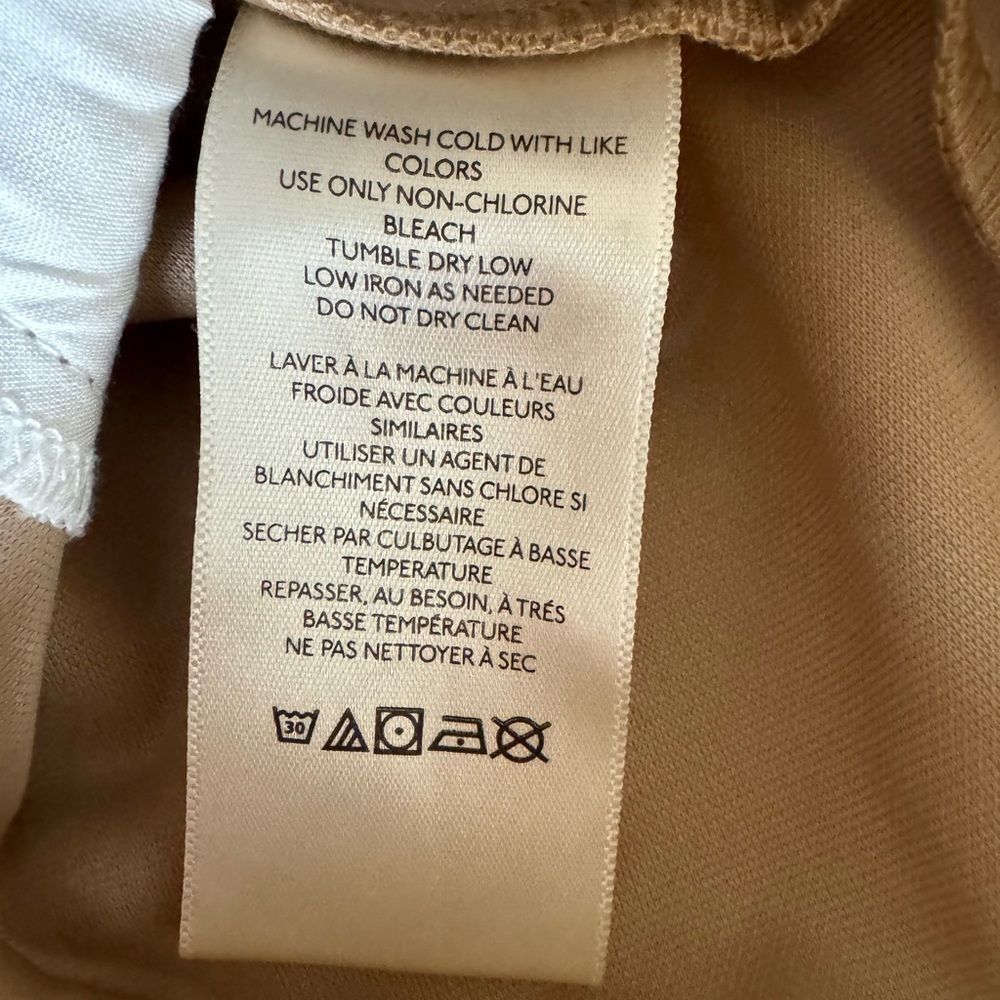 MACHINE WASH COLD WITH LIKE
COLORS
USE ONLY NON-CHLORINE
BLEACH
TUMBLE DRY LOW
LOW IRON AS NEEDED
DO NOT DRY CLEAN
LAVER À LA MACHINE À L'EAU
FROIDE AVEC COULEURS
SIMILAIRES
UTILISER UN AGENT DE
BLANCHIMENT SANS CHLORE SI
NÉCESSAIRE
SECHER PAR CULBUTAGE À BASSE
TEMPERATURE
REPASSER, AU BESOIN, À TRÉS
BASSE TEMPÉRATURE
NE PAS NETTOYER À SEC
30